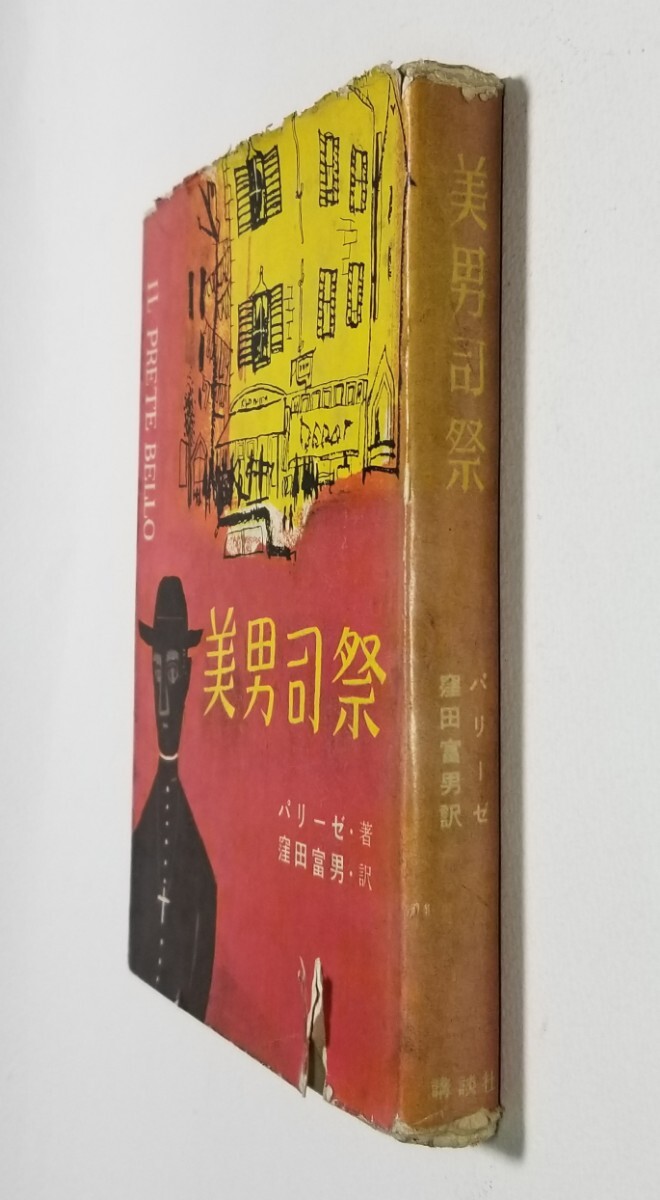 IL PRETE BELLO
美男司祭
パリーゼ・著
窪田富男・訳
美男司祭
パリーゼ
窪田富男訳
講談社